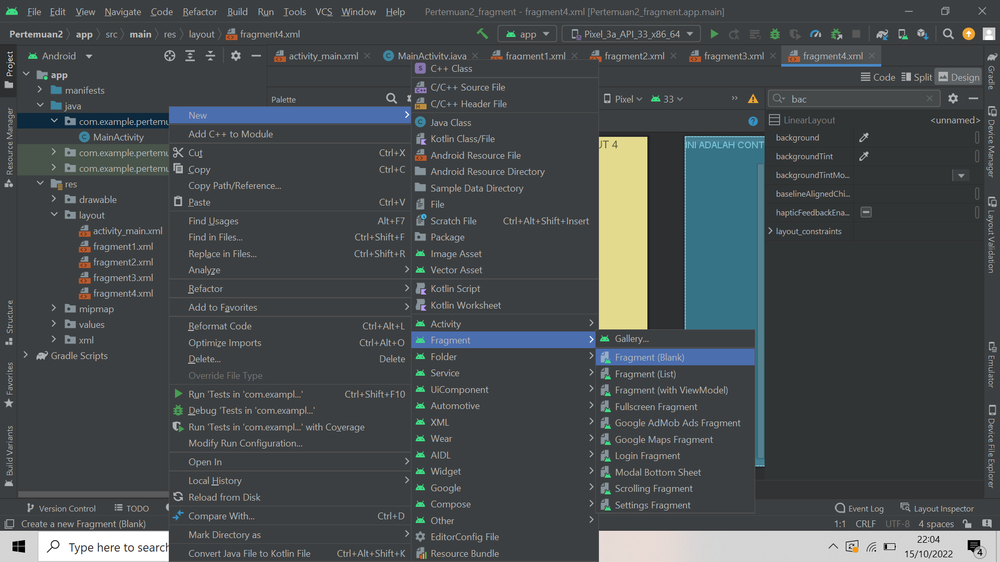 File Edit View Navigate Code Refactor Build Run Tools VCS Window Help Pertemuan2_fragment - fragment4.xml [Pertemuan2_fragment.app.main]
Pertemuan2 app src main res layout fragment4.xml app Pixel_3a_API_33_x86_64
Project
Resource Manager
Structure
Favorites
Build Variants
Android
app
manifests
java
com.example.pertemu
MainActivity
com.example.pertemu
com.example.pertemu
res
drawable
layout
activity_main.xml
fragment1.xml
fragment2.xml
fragment3.xml
fragment4.xml
mipmap
values
xml
Gradle Scripts
activity_main.xml MainActivity.java fragment1.xml fragment2.xml fragment3.xml fragment4.xml
Code Split Design
Palette
Pixel 33
UT 4
INI ADALAH CONT
New
Add C++ to Module
Cut Ctrl+X
Copy Ctrl+C
Copy Path/Reference...
Paste Ctrl+V
Find Usages Alt+F7
Find in Files... Ctrl+Shift+F
Replace in Files... Ctrl+Shift+R
Analyze
Refactor
Add to Favorites
Reformat Code Ctrl+Alt+L
Optimize Imports Ctrl+Alt+O
Delete... Delete
Override File Type
Run 'Tests in 'com.exampl...' Ctrl+Shift+F10
Debug 'Tests in 'com.exampl...'
Run 'Tests in 'com.exampl...' with Coverage
Modify Run Configuration...
Open In
Local History
Reload from Disk
Compare With... Ctrl+D
Mark Directory as
Convert Java File to Kotlin File Ctrl+Alt+Shift+K
C++ Class
C/C++ Source File
C/C++ Header File
Java Class
Kotlin Class/File
Android Resource File
Android Resource Directory
Sample Data Directory
File
Scratch File Ctrl+Alt+Shift+Insert
Package
Image Asset
Vector Asset
Kotlin Script
Kotlin Worksheet
Activity
Fragment
Folder
Service
UiComponent
Automotive
XML
Wear
AIDL
Widget
Google
Compose
Other
EditorConfig File
Resource Bundle
Gallery...
Fragment (Blank)
Fragment (List)
Fragment (with ViewModel)
Fullscreen Fragment
Google AdMob Ads Fragment
Google Maps Fragment
Login Fragment
Modal Bottom Sheet
Scrolling Fragment
Settings Fragment
bac
LinearLayout <unnamed>
background
backgroundTint
backgroundTintMo...
baselineAlignedChi...
hapticFeedbackEna...
layout_constraints
Gradle
Device Manager
Layout Validation
Emulator
Device File Explorer
Version Control TODO Event Log Layout Inspector
Create a new Fragment (Blank) 1:1 CRLF UTF-8 4 spaces
Type here to search
22:04
15/10/2022
4